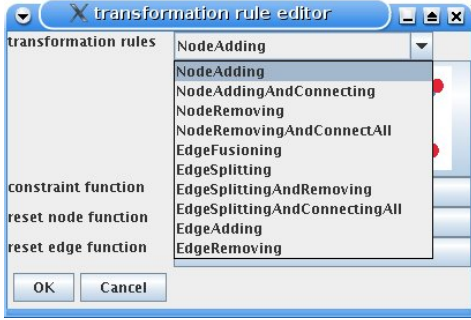 transformation rule editor
transformation rules NodeAdding
NodeAdding
NodeAddingAndConnecting
NodeRemoving
NodeRemovingAndConnectAll
EdgeFusioning
EdgeSplitting
EdgeSplittingAndRemoving
EdgeSplittingAndConnectingAll
EdgeAdding
EdgeRemoving
constraint function
reset node function
reset edge function
OK Cancel